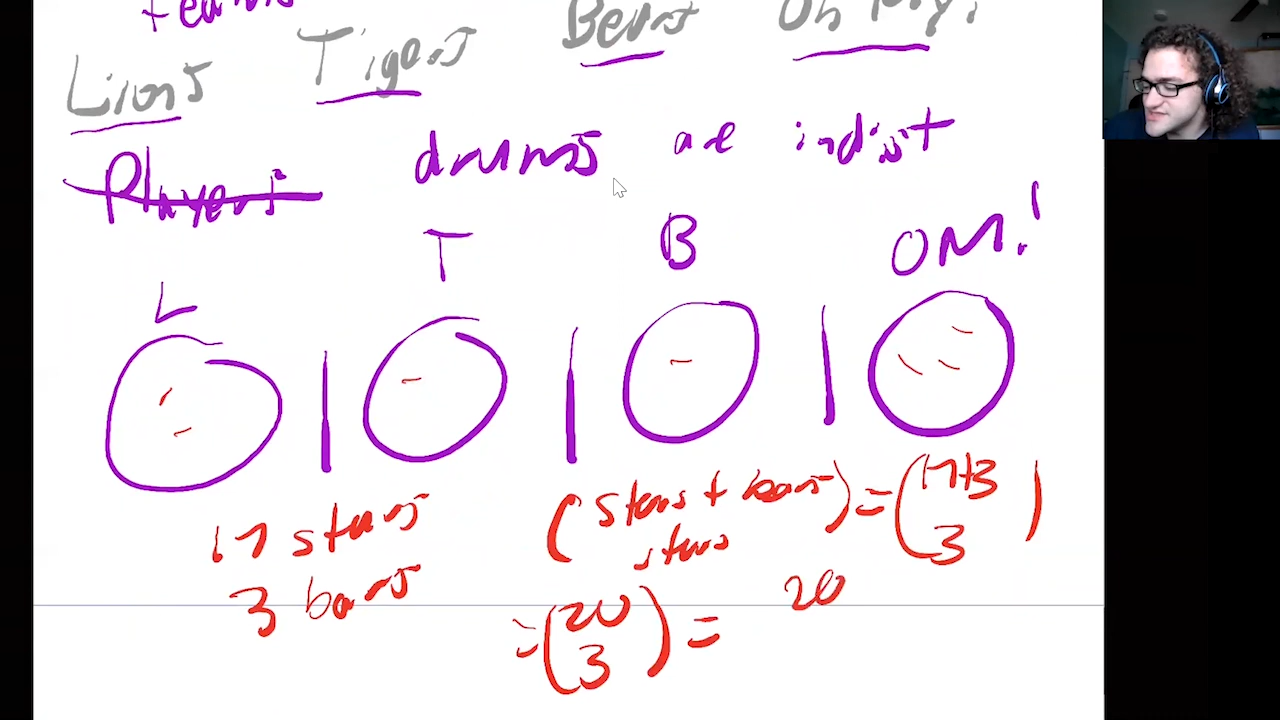 teams
Lions Tigers Bears Oh My!
Players drums are indist
L T B OM!
17 stars (stars + bars stars) = (17+3 3)
3 bars
= (20 3) = 20